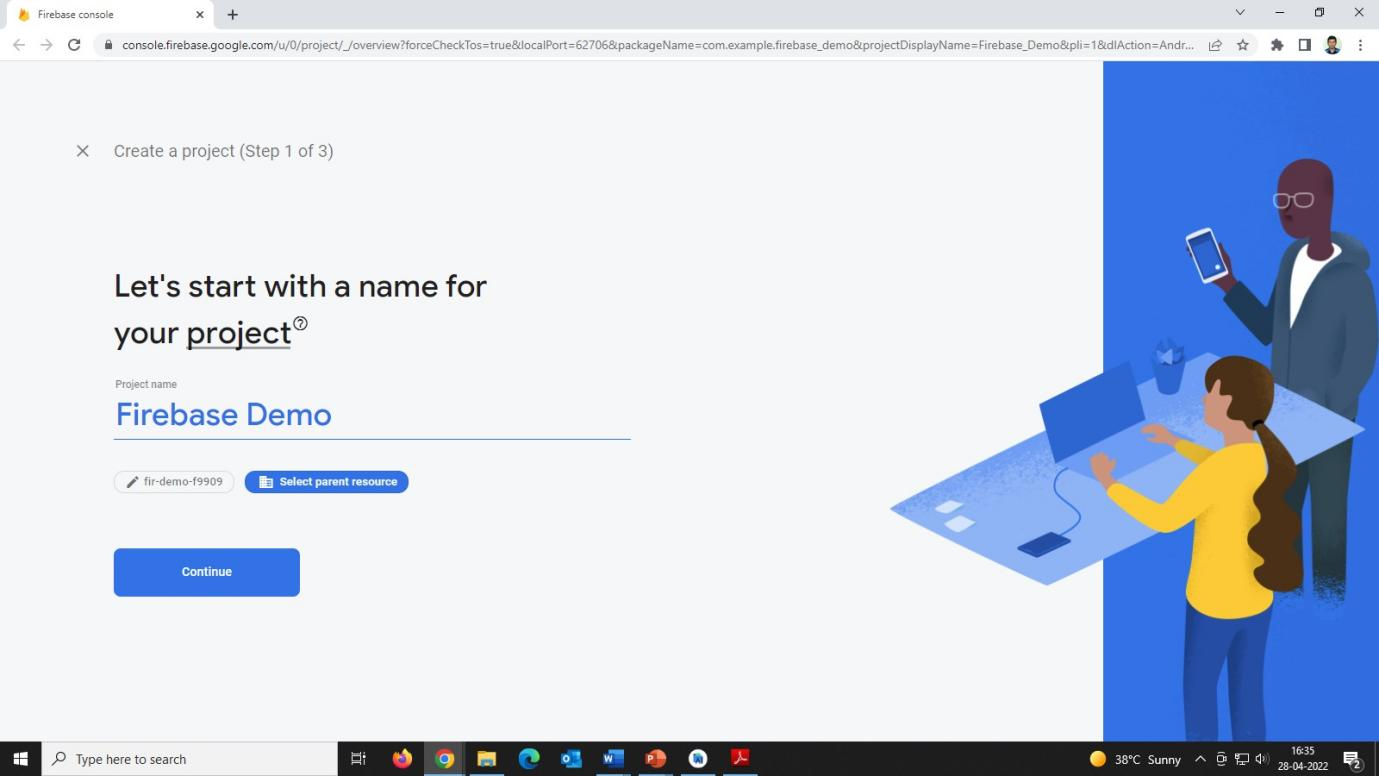 Firebase console
console.firebase.google.com/u/0/project/_/overview?forceCheckTos=true&localPort=62706&packageName=com.example.firebase_demo&projectDisplayName=Firebase_Demo&pli=1&dlAction=Andr...
Create a project (Step 1 of 3)
Let's start with a name for
your project
Project name
Firebase Demo
fir-demo-f9909 Select parent resource
Continue
Type here to search
38°C Sunny
16:35
28-04-2022
2